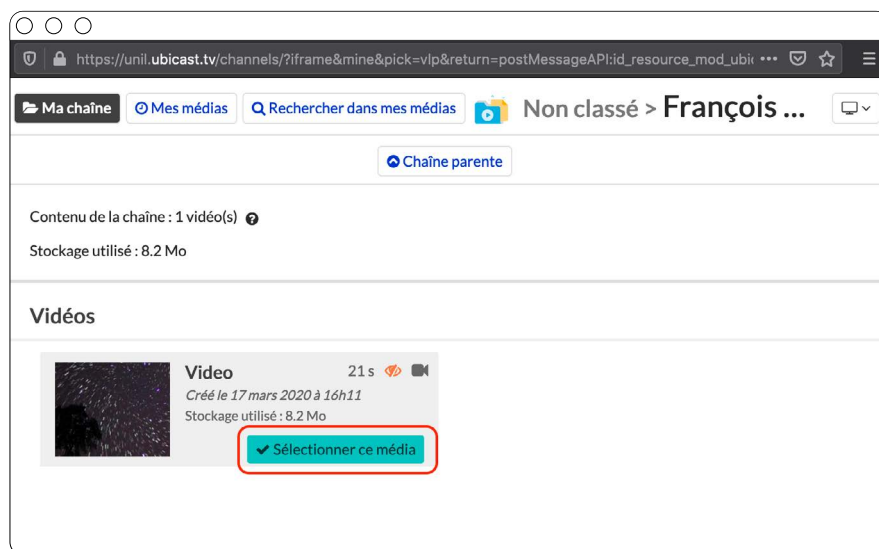 https://unil.ubicast.tv/channels/?iframe&mine&pick=vlp&return=postMessageAPI:id_resource_mod_ubic
Ma chaîne Mes médias Rechercher dans mes médias Non classé > François ...
Chaîne parente
Contenu de la chaîne : 1 vidéo(s)
Stockage utilisé : 8.2 Mo
Vidéos
Video 21 s
Créé le 17 mars 2020 à 16h11
Stockage utilisé : 8.2 Mo
Sélectionner ce média